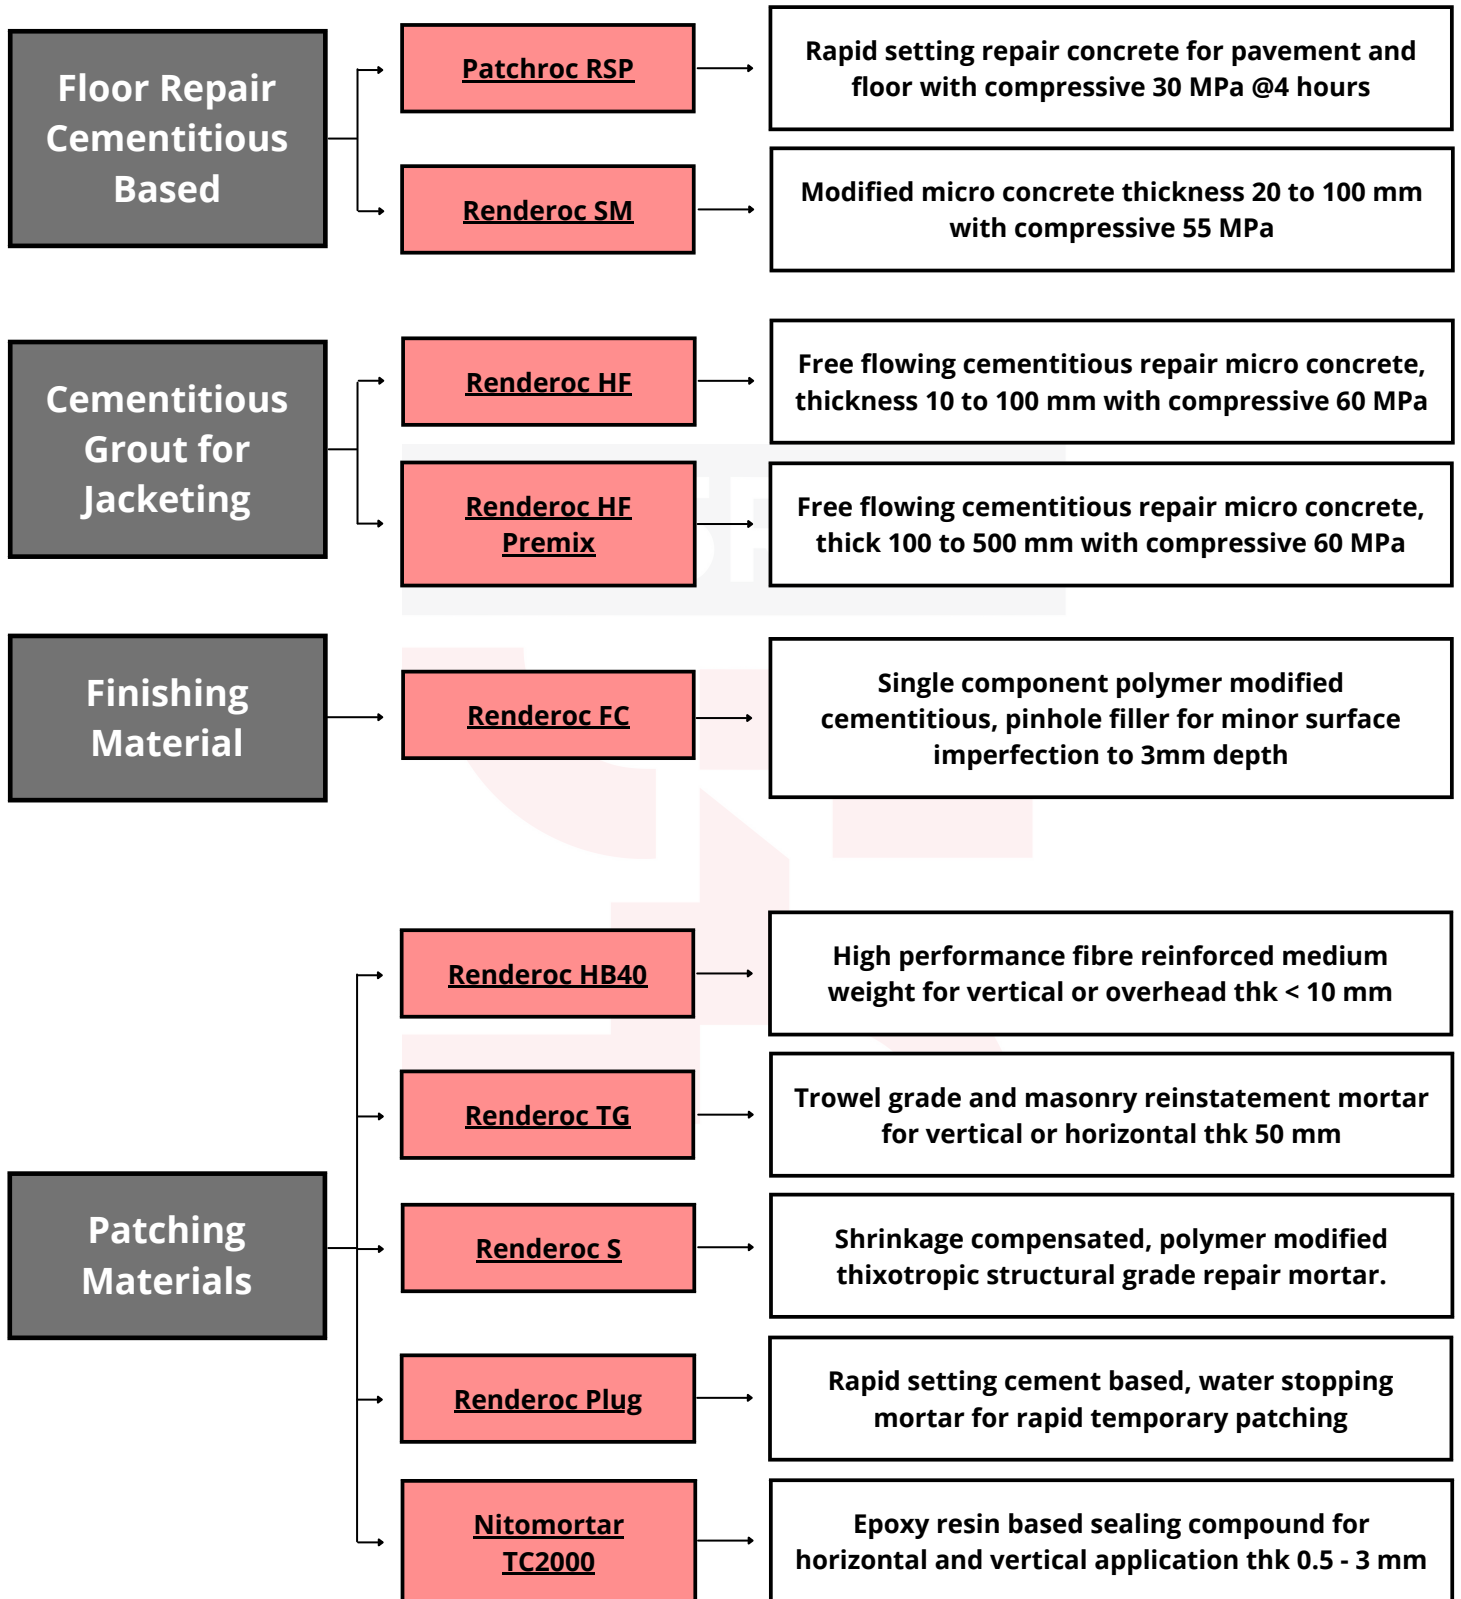 Floor Repair
Cementitious
Based
Patchroc RSP
Rapid setting repair concrete for pavement and
floor with compressive 30 MPa @4 hours
Renderoc SM
Modified micro concrete thickness 20 to 100 mm
with compressive 55 MPa
Cementitious
Grout for
Jacketing
Renderoc HF
Free flowing cementitious repair micro concrete,
thickness 10 to 100 mm with compressive 60 MPa
Renderoc HF
Premix
Free flowing cementitious repair micro concrete,
thick 100 to 500 mm with compressive 60 MPa
Finishing
Material
Renderoc FC
Single component polymer modified
cementitious, pinhole filler for minor surface
imperfection to 3mm depth
Patching
Materials
Renderoc HB40
High performance fibre reinforced medium
weight for vertical or overhead thk < 10 mm
Renderoc TG
Trowel grade and masonry reinstatement mortar
for vertical or horizontal thk 50 mm
Renderoc S
Shrinkage compensated, polymer modified
thixotropic structural grade repair mortar.
Renderoc Plug
Rapid setting cement based, water stopping
mortar for rapid temporary patching
Nitomortar
TC2000
Epoxy resin based sealing compound for
horizontal and vertical application thk 0.5 - 3 mm